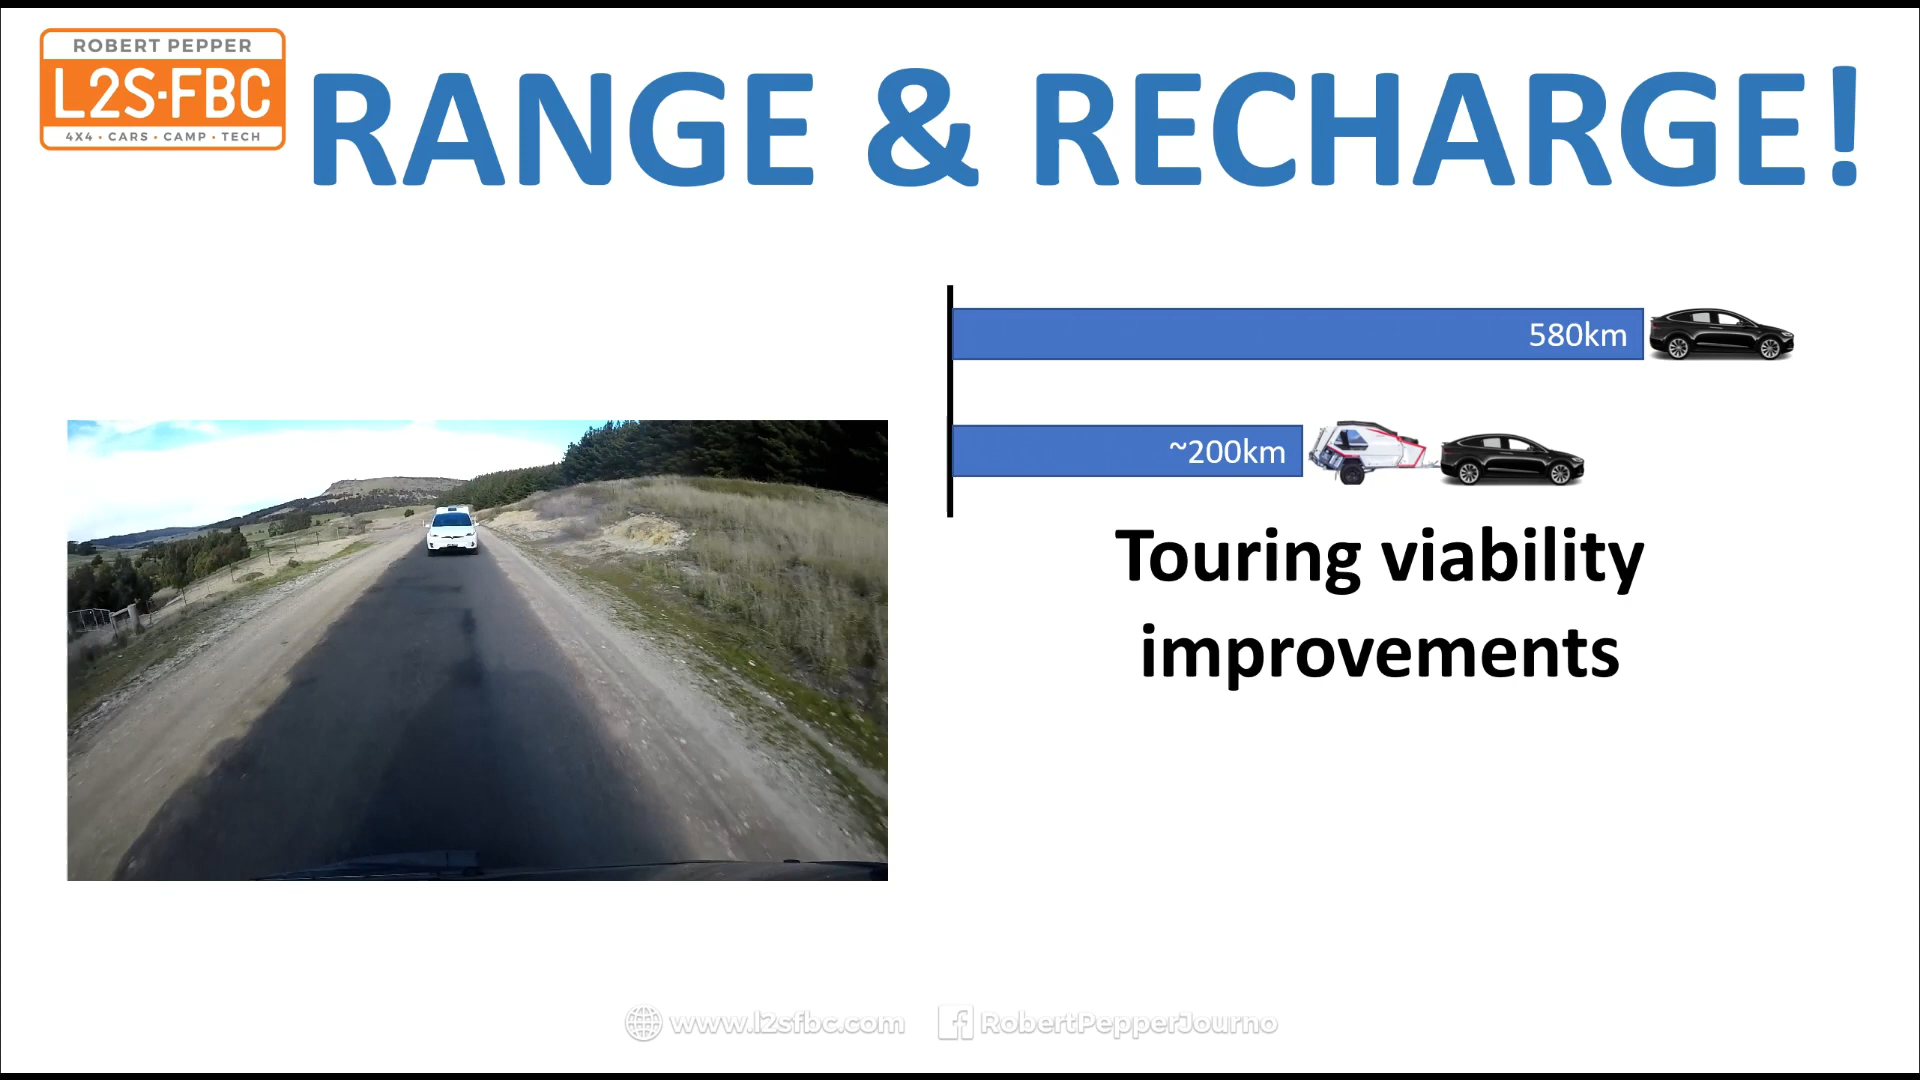 ROBERT PEPPER
L2S·FBC
4X4 · CARS · CAMP · TECH
RANGE & RECHARGE!
580km
~200km
Touring viability
improvements
www.l2sfbc.com
RobertPepperJourno